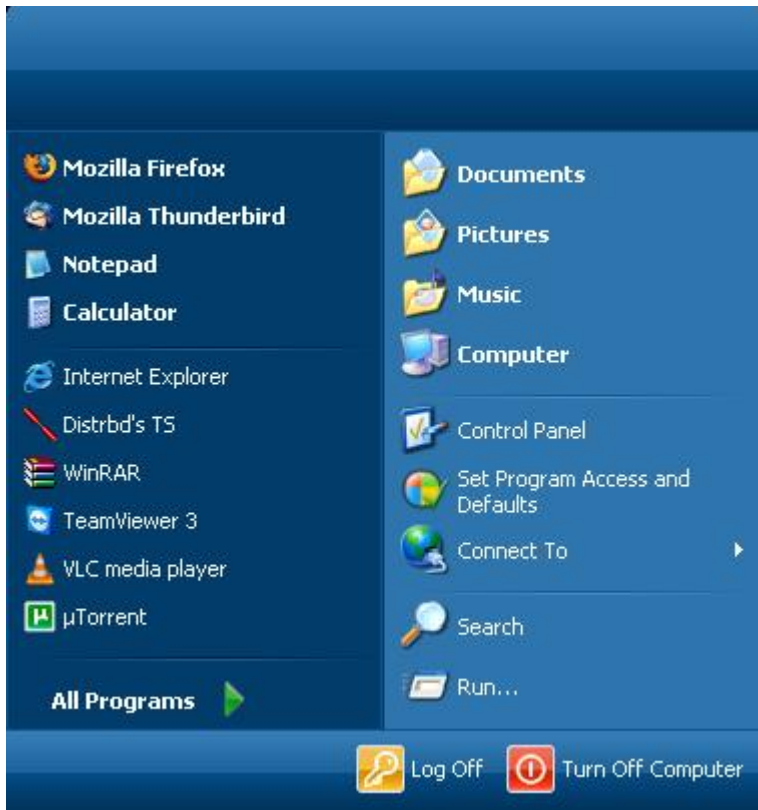 Mozilla Firefox
Mozilla Thunderbird
Notepad
Calculator
Internet Explorer
Distrbd's TS
WinRAR
TeamViewer 3
VLC media player
µTorrent
All Programs
Documents
Pictures
Music
Computer
Control Panel
Set Program Access and
Defaults
Connect To
Search
Run...
Log Off
Turn Off Computer